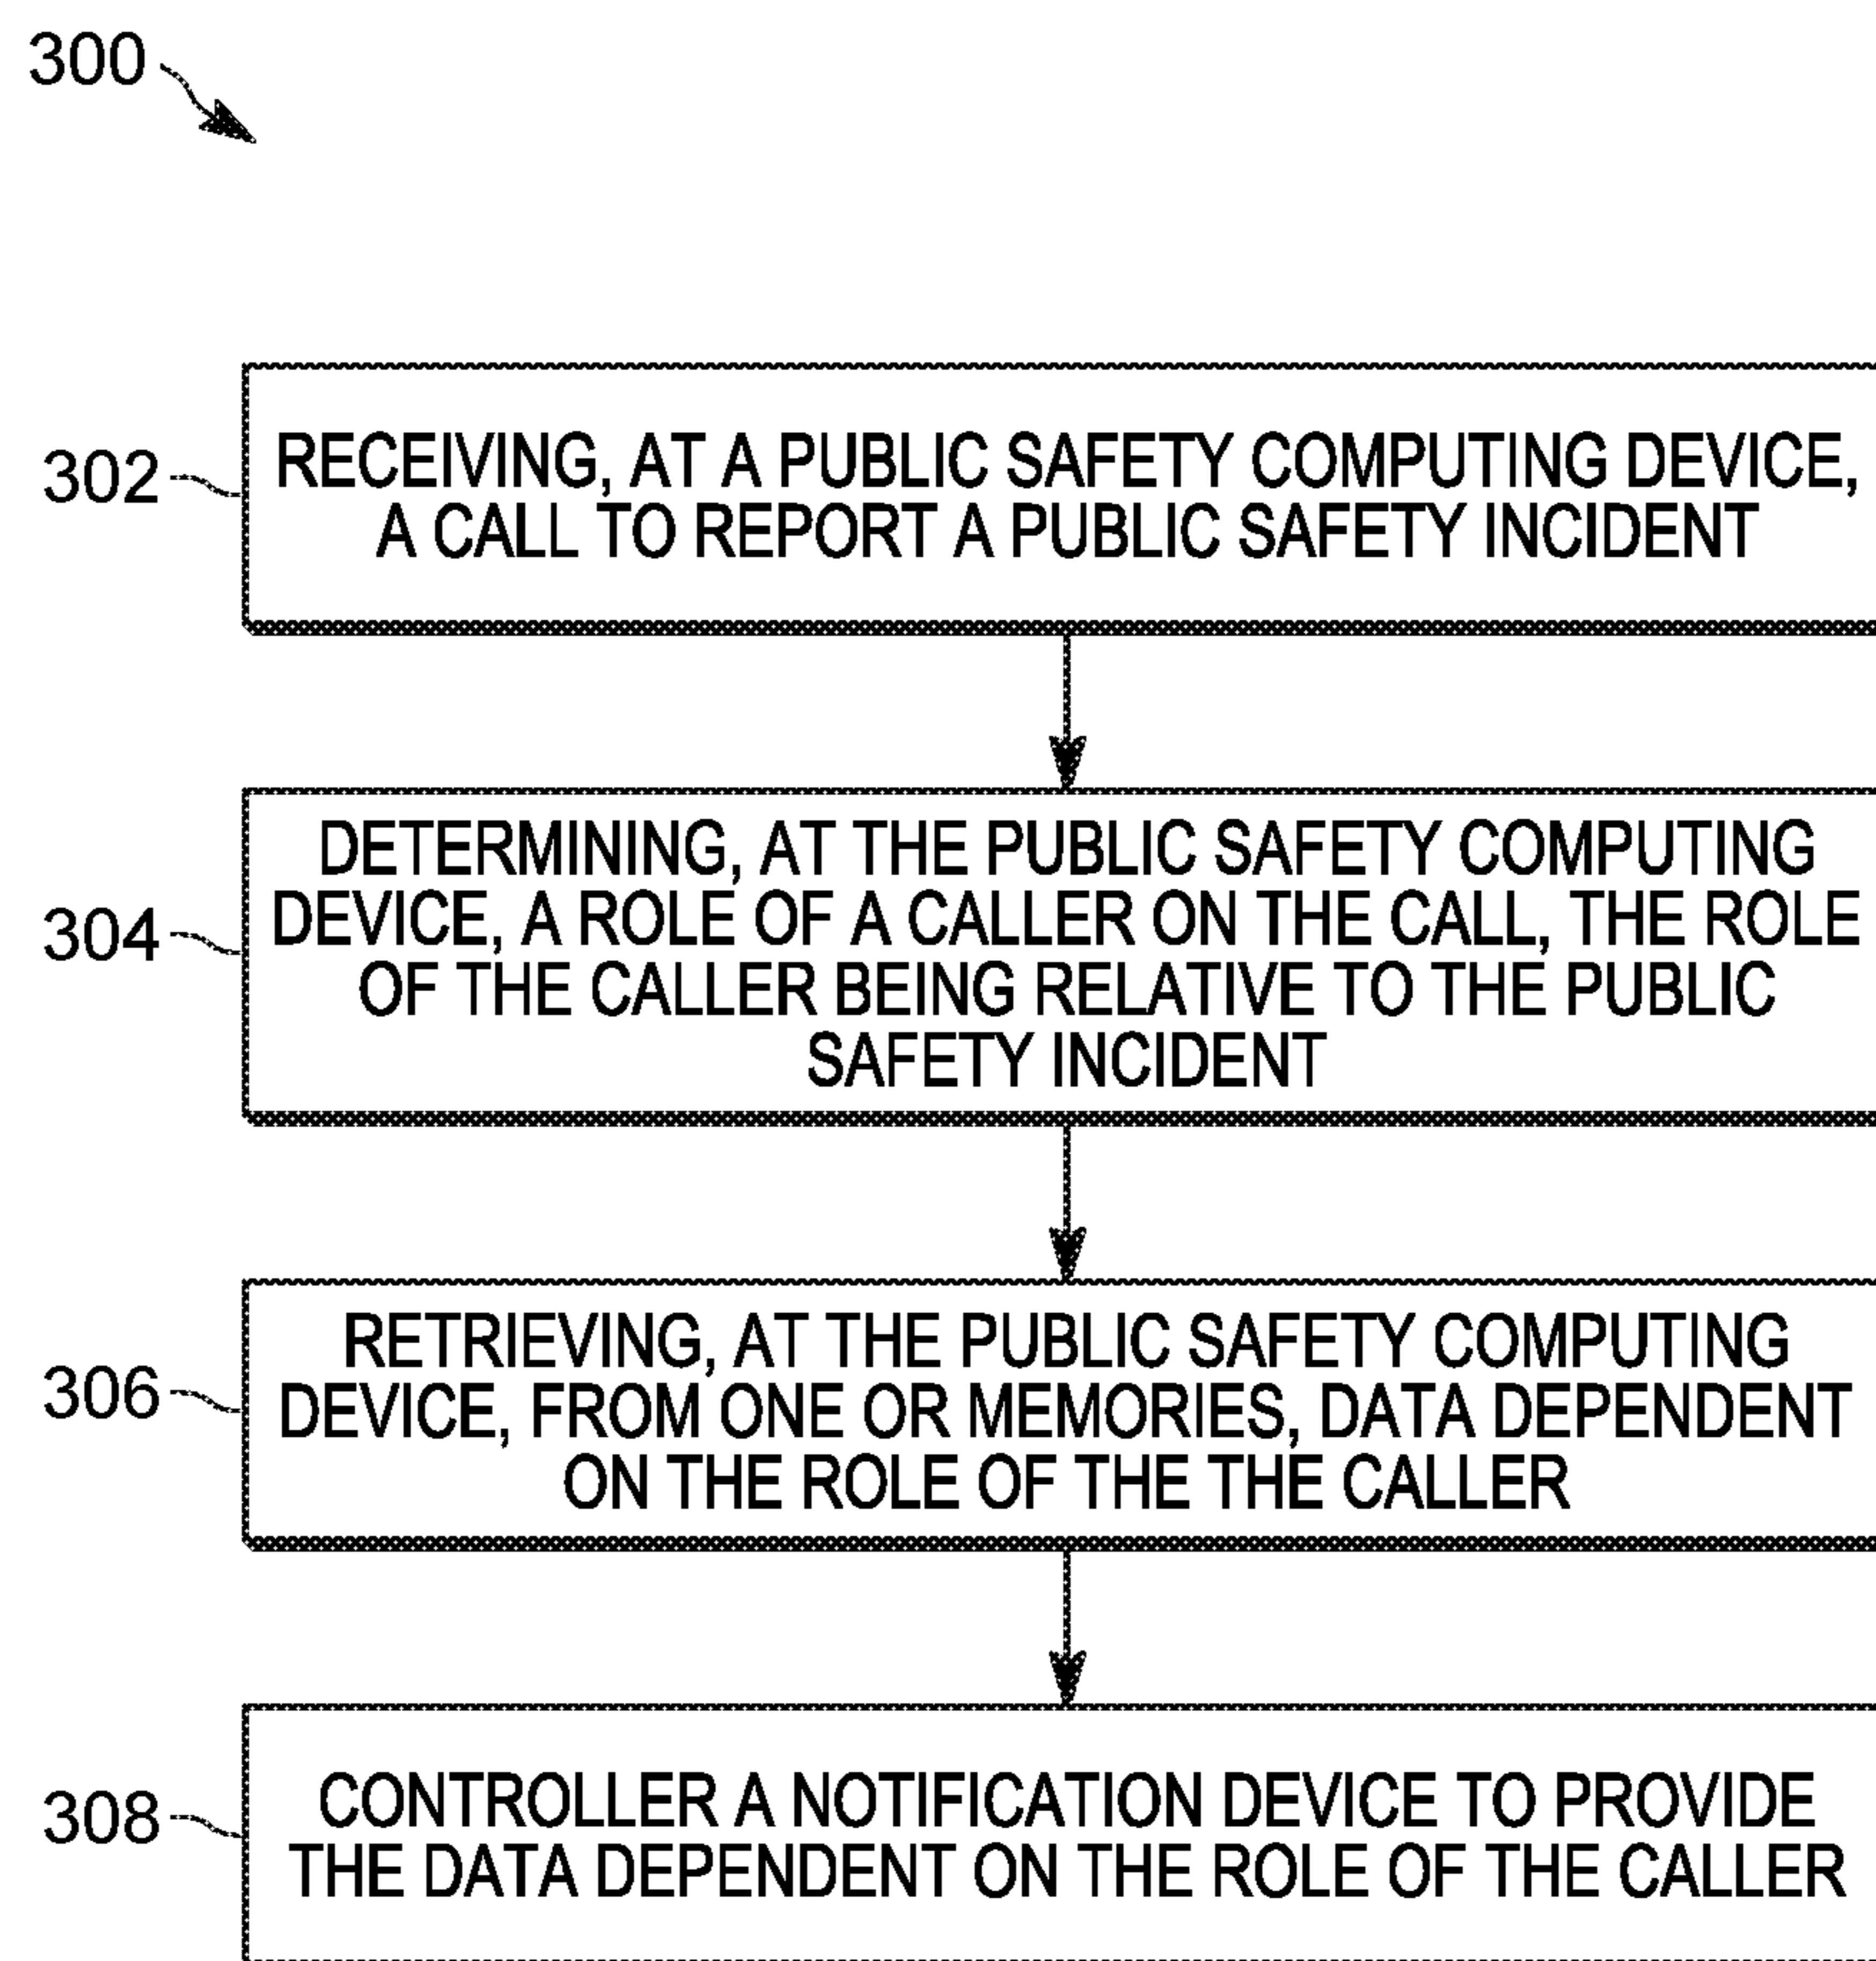 300
302
RECEIVING, AT A PUBLIC SAFETY COMPUTING DEVICE,
A CALL TO REPORT A PUBLIC SAFETY INCIDENT
304
DETERMINING, AT THE PUBLIC SAFETY COMPUTING
DEVICE, A ROLE OF A CALLER ON THE CALL, THE ROLE
OF THE CALLER BEING RELATIVE TO THE PUBLIC
SAFETY INCIDENT
306
RETRIEVING, AT THE PUBLIC SAFETY COMPUTING
DEVICE, FROM ONE OR MEMORIES, DATA DEPENDENT
ON THE ROLE OF THE THE CALLER
308
CONTROLLER A NOTIFICATION DEVICE TO PROVIDE
THE DATA DEPENDENT ON THE ROLE OF THE CALLER